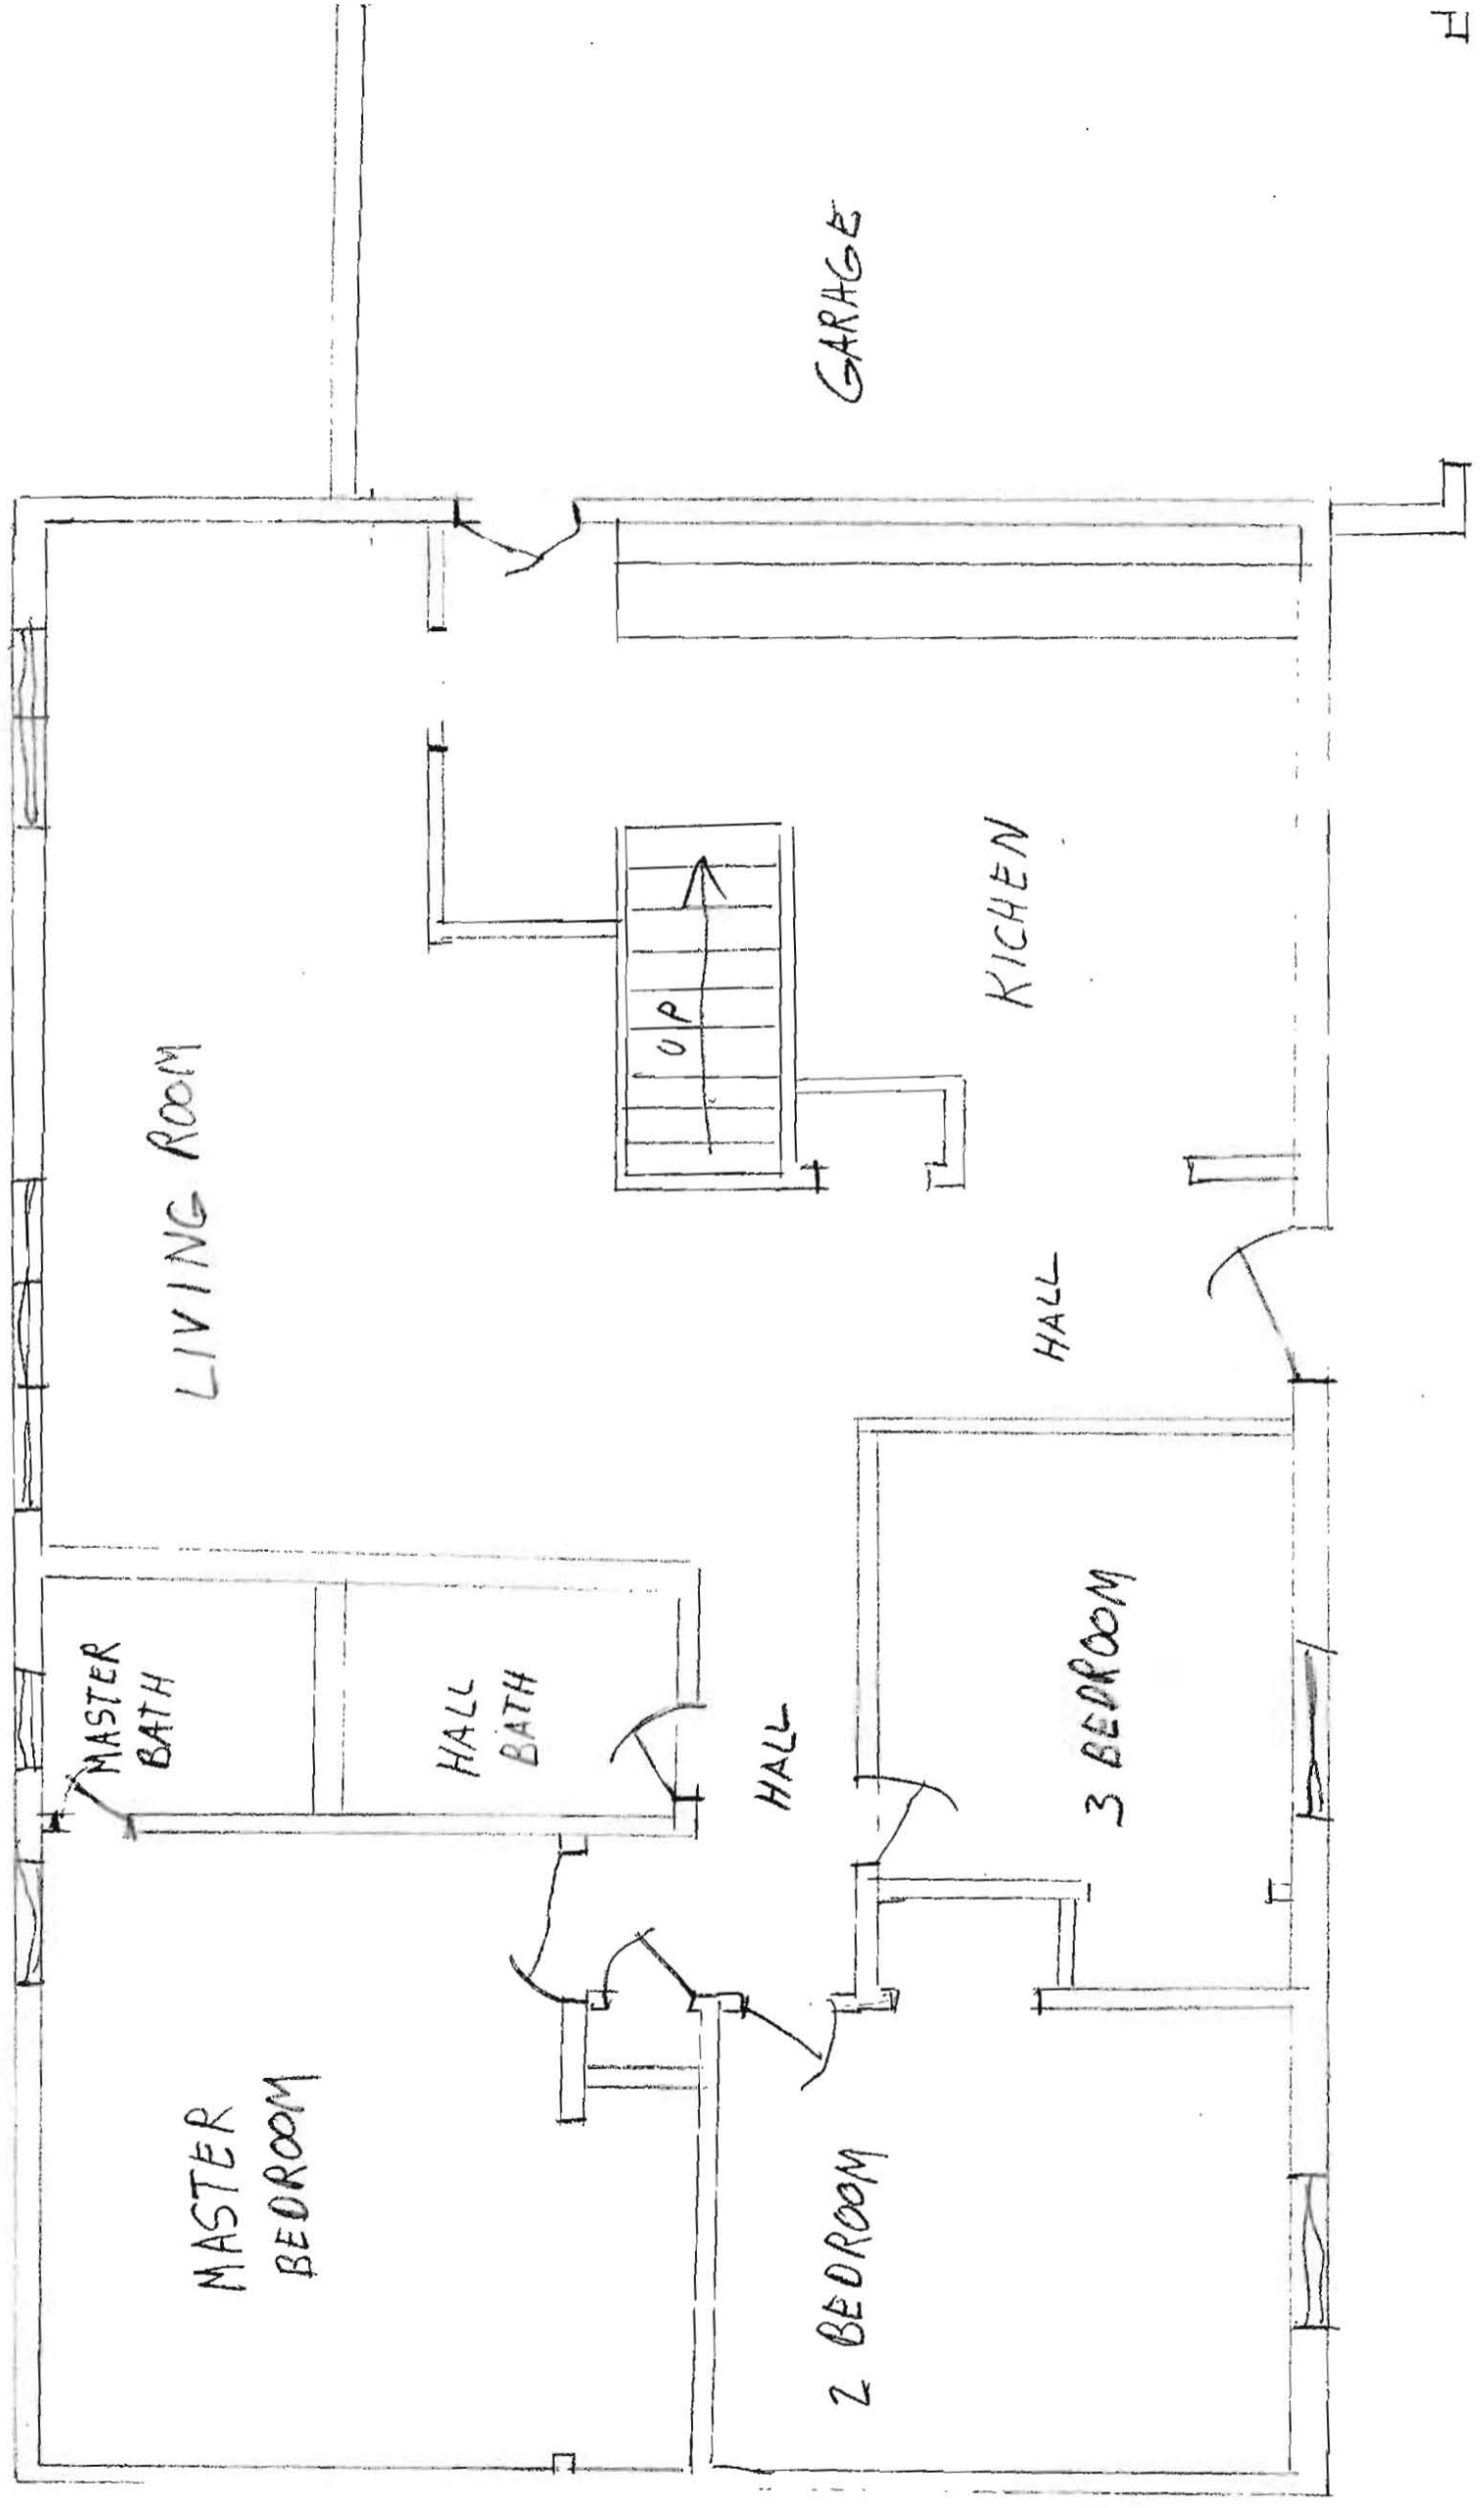 MASTER
BEDROOM
MASTER
BATH
LIVING ROOM
HALL
BATH
UP
HALL
GARAGE
2 BEDROOM
3 BEDROOM
HALL
KICHEN